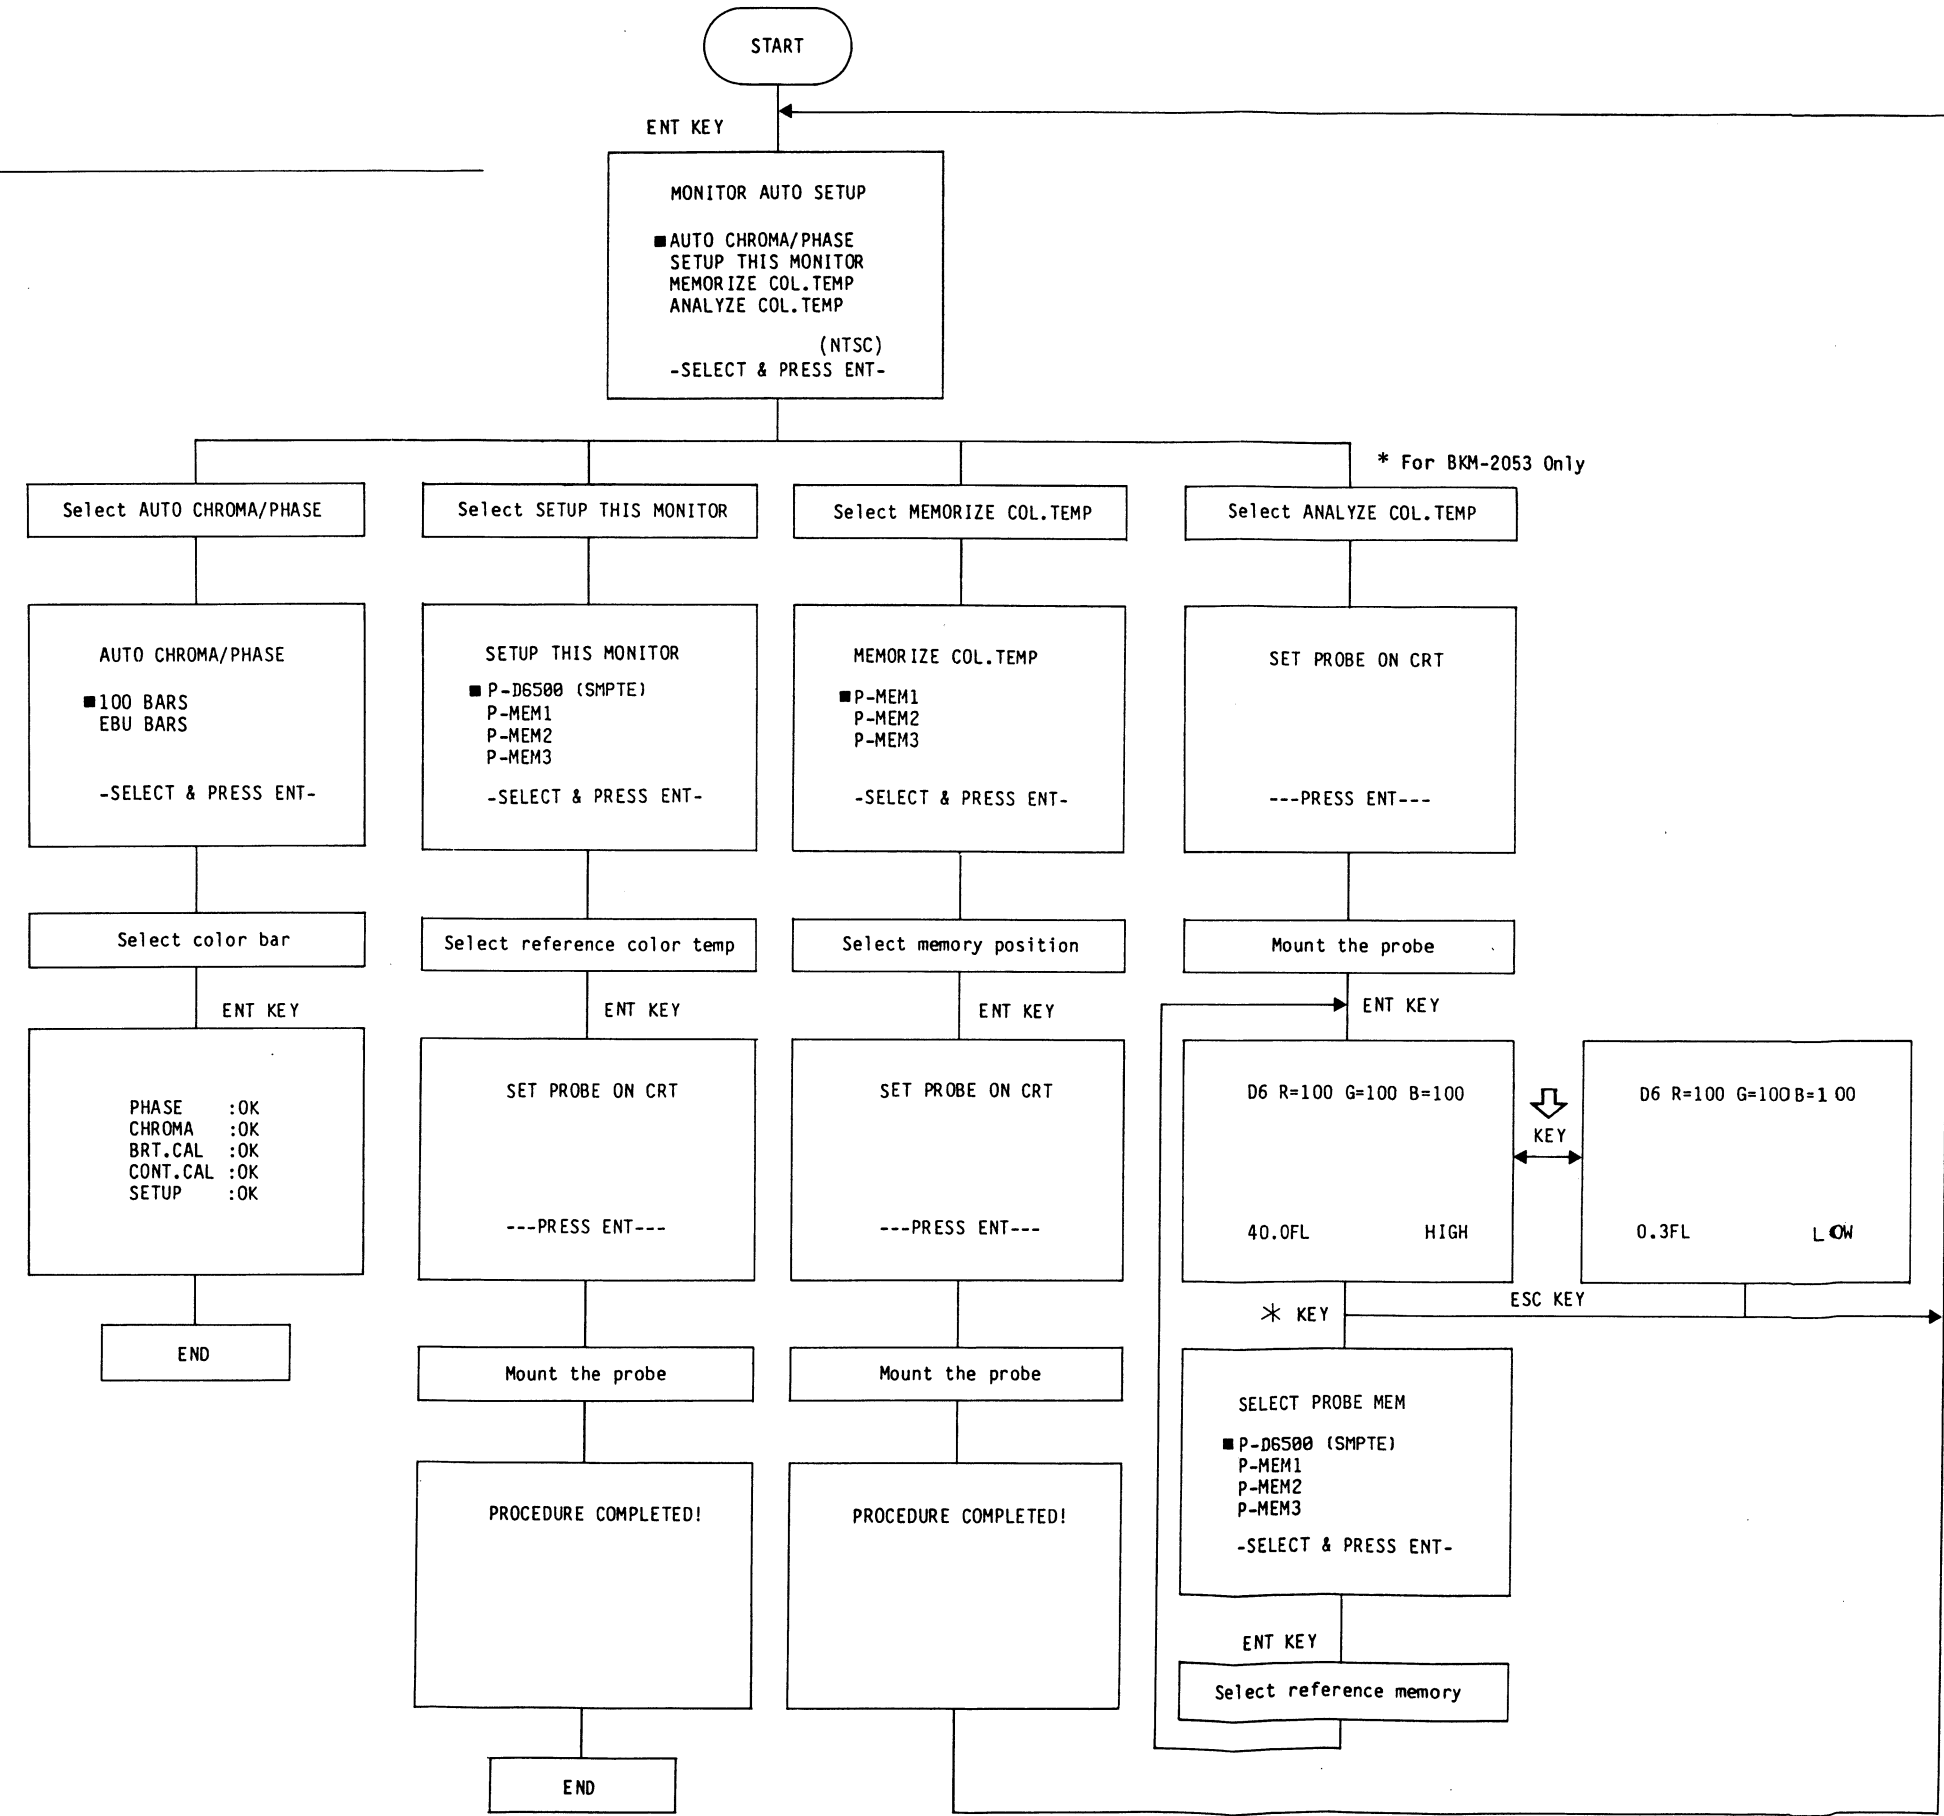 START
ENT KEY
MONITOR AUTO SETUP
■AUTO CHROMA/PHASE
SETUP THIS MONITOR
MEMORIZE COL.TEMP
ANALYZE COL.TEMP
(NTSC)
-SELECT & PRESS ENT-
* For BKM-2053 Only
Select AUTO CHROMA/PHASE
Select SETUP THIS MONITOR
Select MEMORIZE COL.TEMP
Select ANALYZE COL.TEMP
AUTO CHROMA/PHASE
■100 BARS
EBU BARS
-SELECT & PRESS ENT-
SETUP THIS MONITOR
■ P-D6500 (SMPTE)
P-MEM1
P-MEM2
P-MEM3
-SELECT & PRESS ENT-
MEMORIZE COL.TEMP
■P-MEM1
P-MEM2
P-MEM3
-SELECT & PRESS ENT-
SET PROBE ON CRT
---PRESS ENT---
Select color bar
Select reference color temp
Select memory position
Mount the probe
ENT KEY
ENT KEY
ENT KEY
ENT KEY
PHASE :OK
CHROMA :OK
BRT.CAL :OK
CONT.CAL :OK
SETUP :OK
SET PROBE ON CRT
---PRESS ENT---
SET PROBE ON CRT
---PRESS ENT---
D6 R=100 G=100 B=100
40.0FL HIGH
KEY
D6 R=100 G=100 B=100
0.3FL LOW
ESC KEY
* KEY
END
Mount the probe
Mount the probe
SELECT PROBE MEM
■ P-D6500 (SMPTE)
P-MEM1
P-MEM2
P-MEM3
-SELECT & PRESS ENT-
PROCEDURE COMPLETED!
PROCEDURE COMPLETED!
ENT KEY
Select reference memory
END